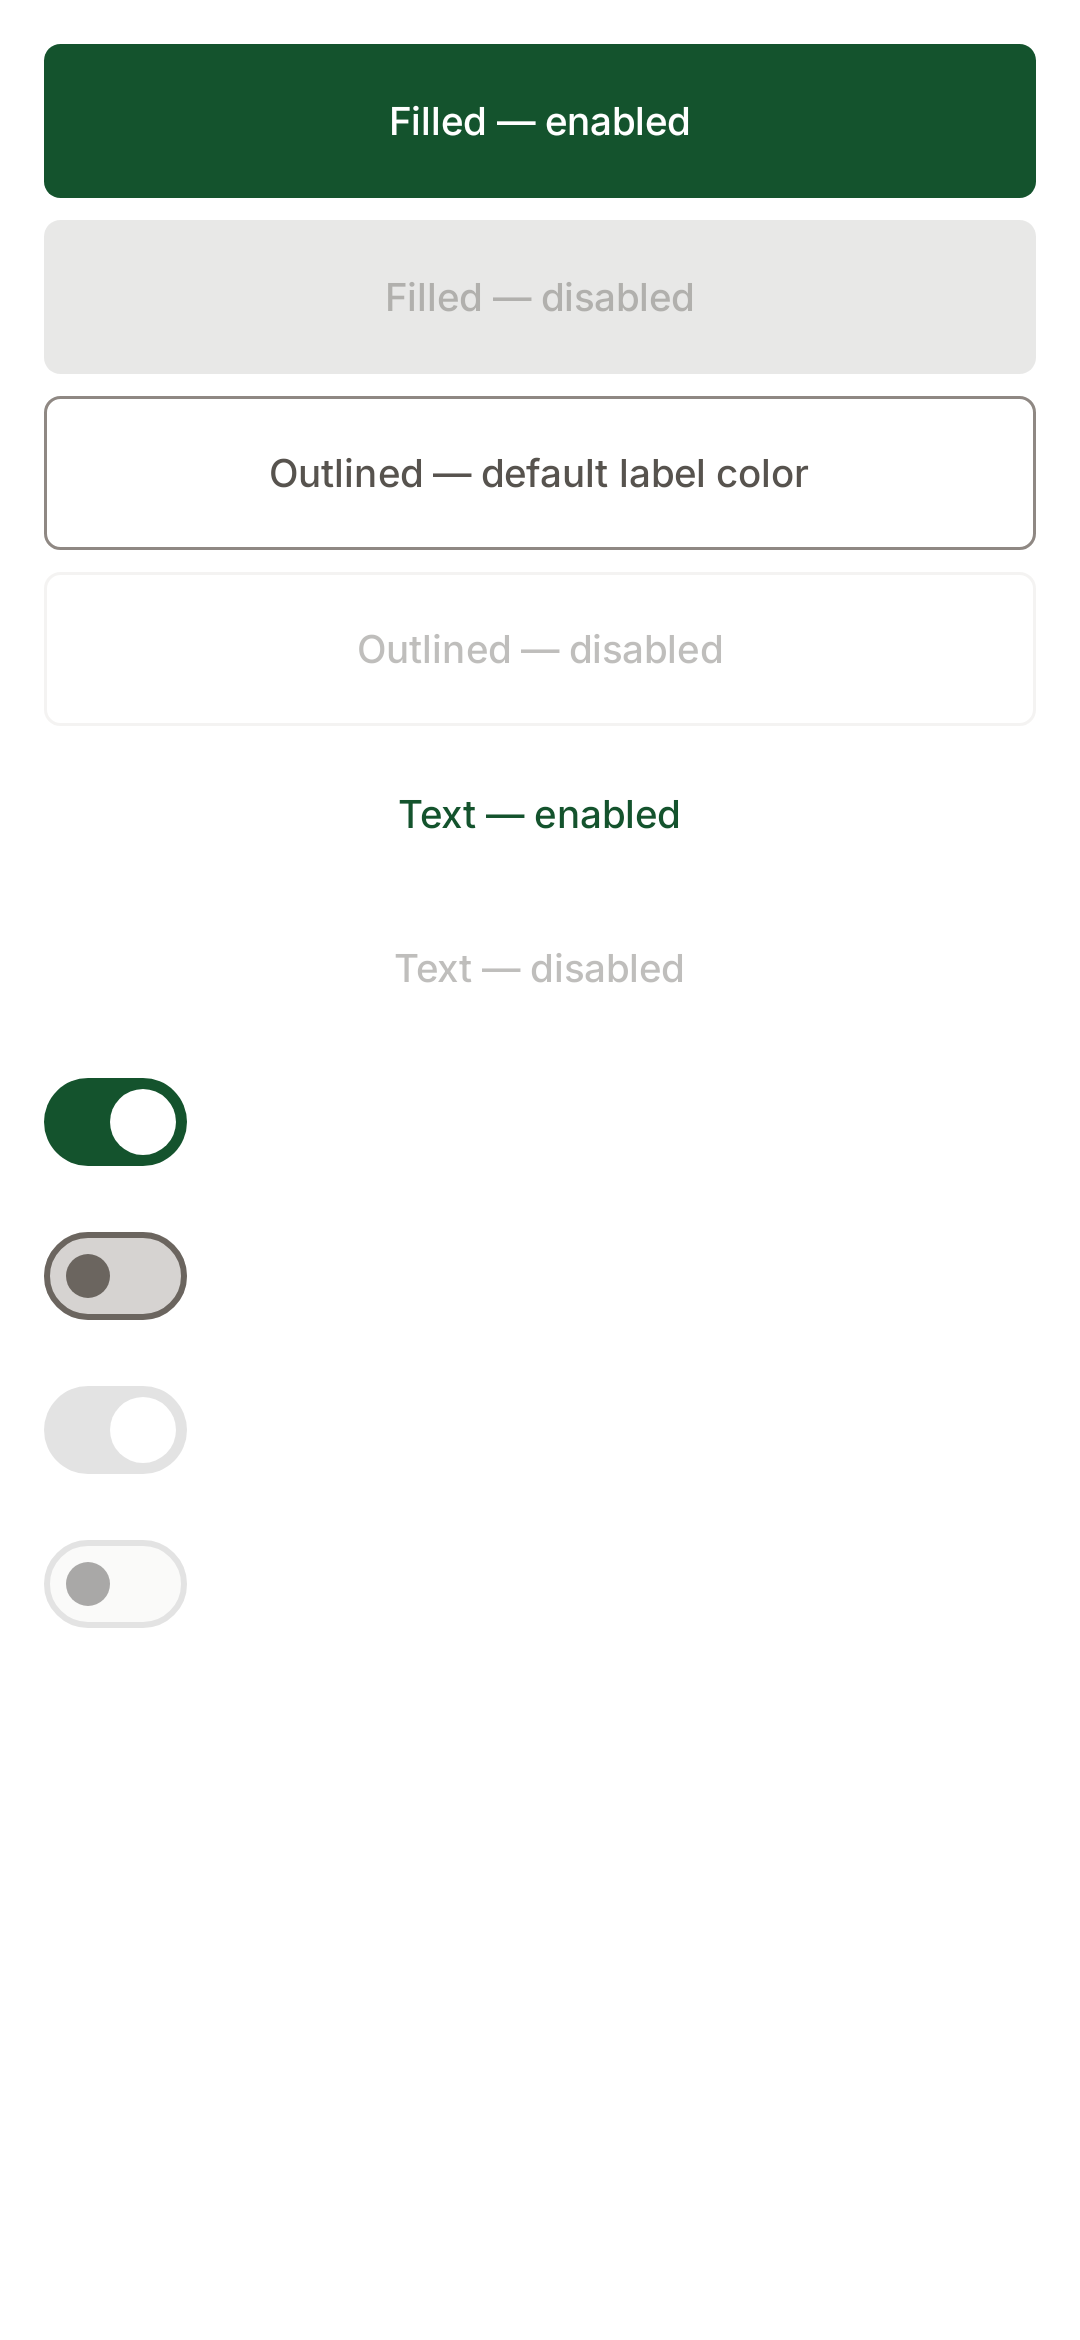 Filled — enabled
Filled — disabled
Outlined — default label color
Outlined — disabled
Text — enabled
Text — disabled